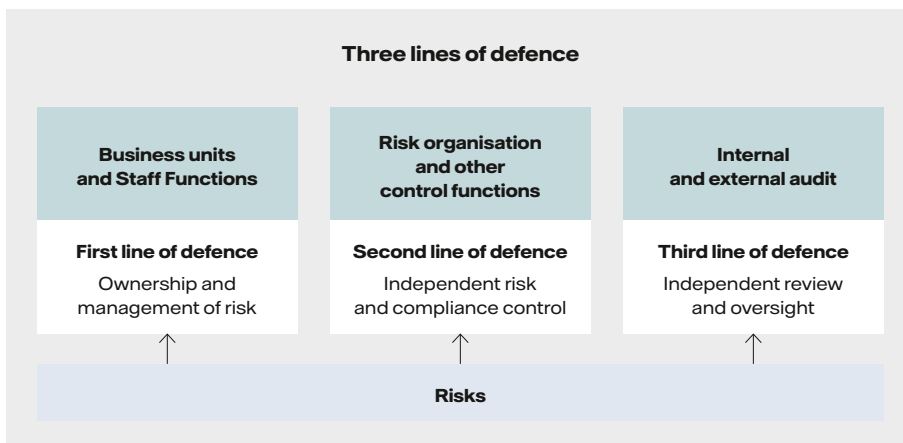 Three lines of defence
Business units
and Staff Functions
First line of defence
Ownership and
management of risk
Risk organisation
and other
control functions
Second line of defence
Independent risk
and compliance control
Internal
and external audit
Third line of defence
Independent review
and oversight
Risks